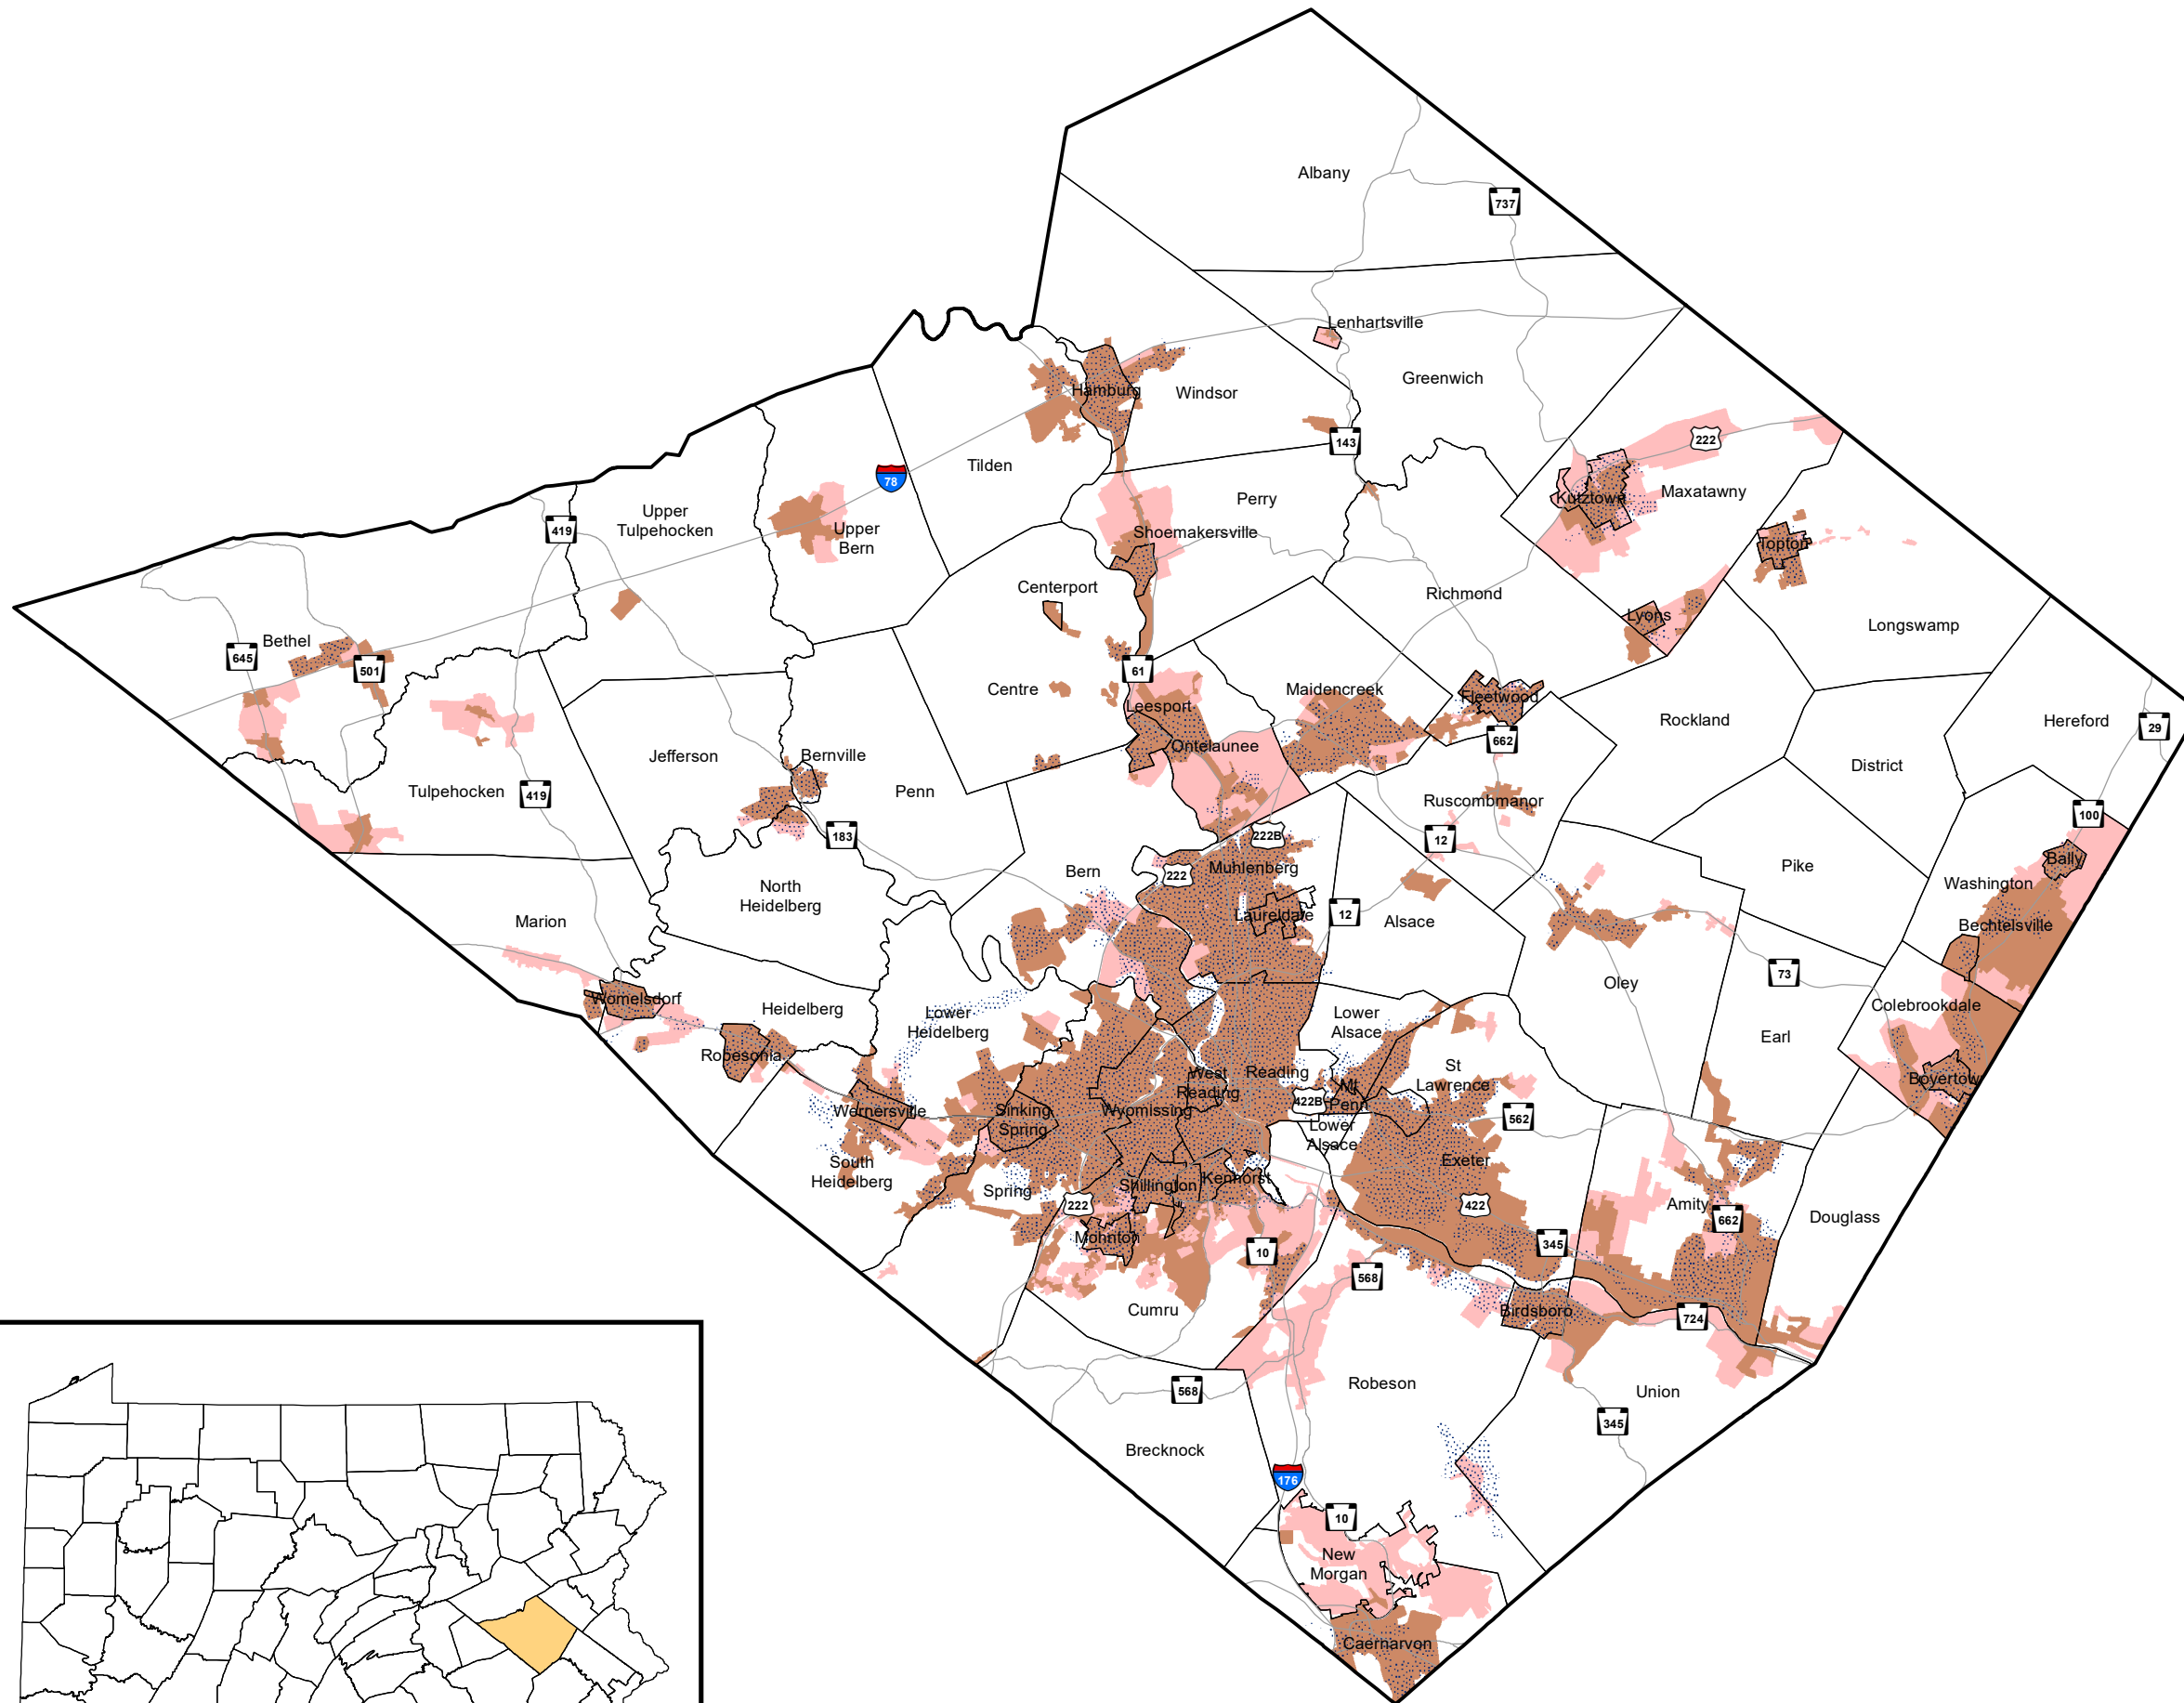 Albany
737
Lenhartsville
Greenwich
Hamburg
Windsor
143
222
Tilden
78
Kutztown
Maxatawny
Perry
Upper
Tulpehocken
419
Upper
Bern
Shoemakersville
Topton
Centerport
Richmond
Lyons
Longswamp
Bethel
645
501
61
Centre
Maidencreek
Fleetwood
Leesport
Rockland
Hereford
29
662
Ontelaunee
Jefferson
Bernville
District
Tulpehocken
419
Penn
Ruscombmanor
100
183
222B
12
Bally
Pike
Muhlenberg
Bern
222
Washington
North
Heidelberg
Laureldale
12
Alsace
Marion
Bechtelsville
73
Oley
Womelsdorf
Heidelberg
Colebrookdale
Lower
Heidelberg
Lower
Alsace
Earl
Robesonia
West
Reading
Reading
St
Lawrence
Boyertow
Mt
Penn
422B
Wernersville
Sinking
Spring
Wyomissing
562
Lower
Alsace
Exeter
South
Heidelberg
Spring
Shillington
Kenhorst
222
422
Amity
662
Douglass
Mohnton
10
345
568
Cumru
Birdsboro
724
568
Robeson
Union
345
Brecknock
176
10
New
Morgan
Caernarvon